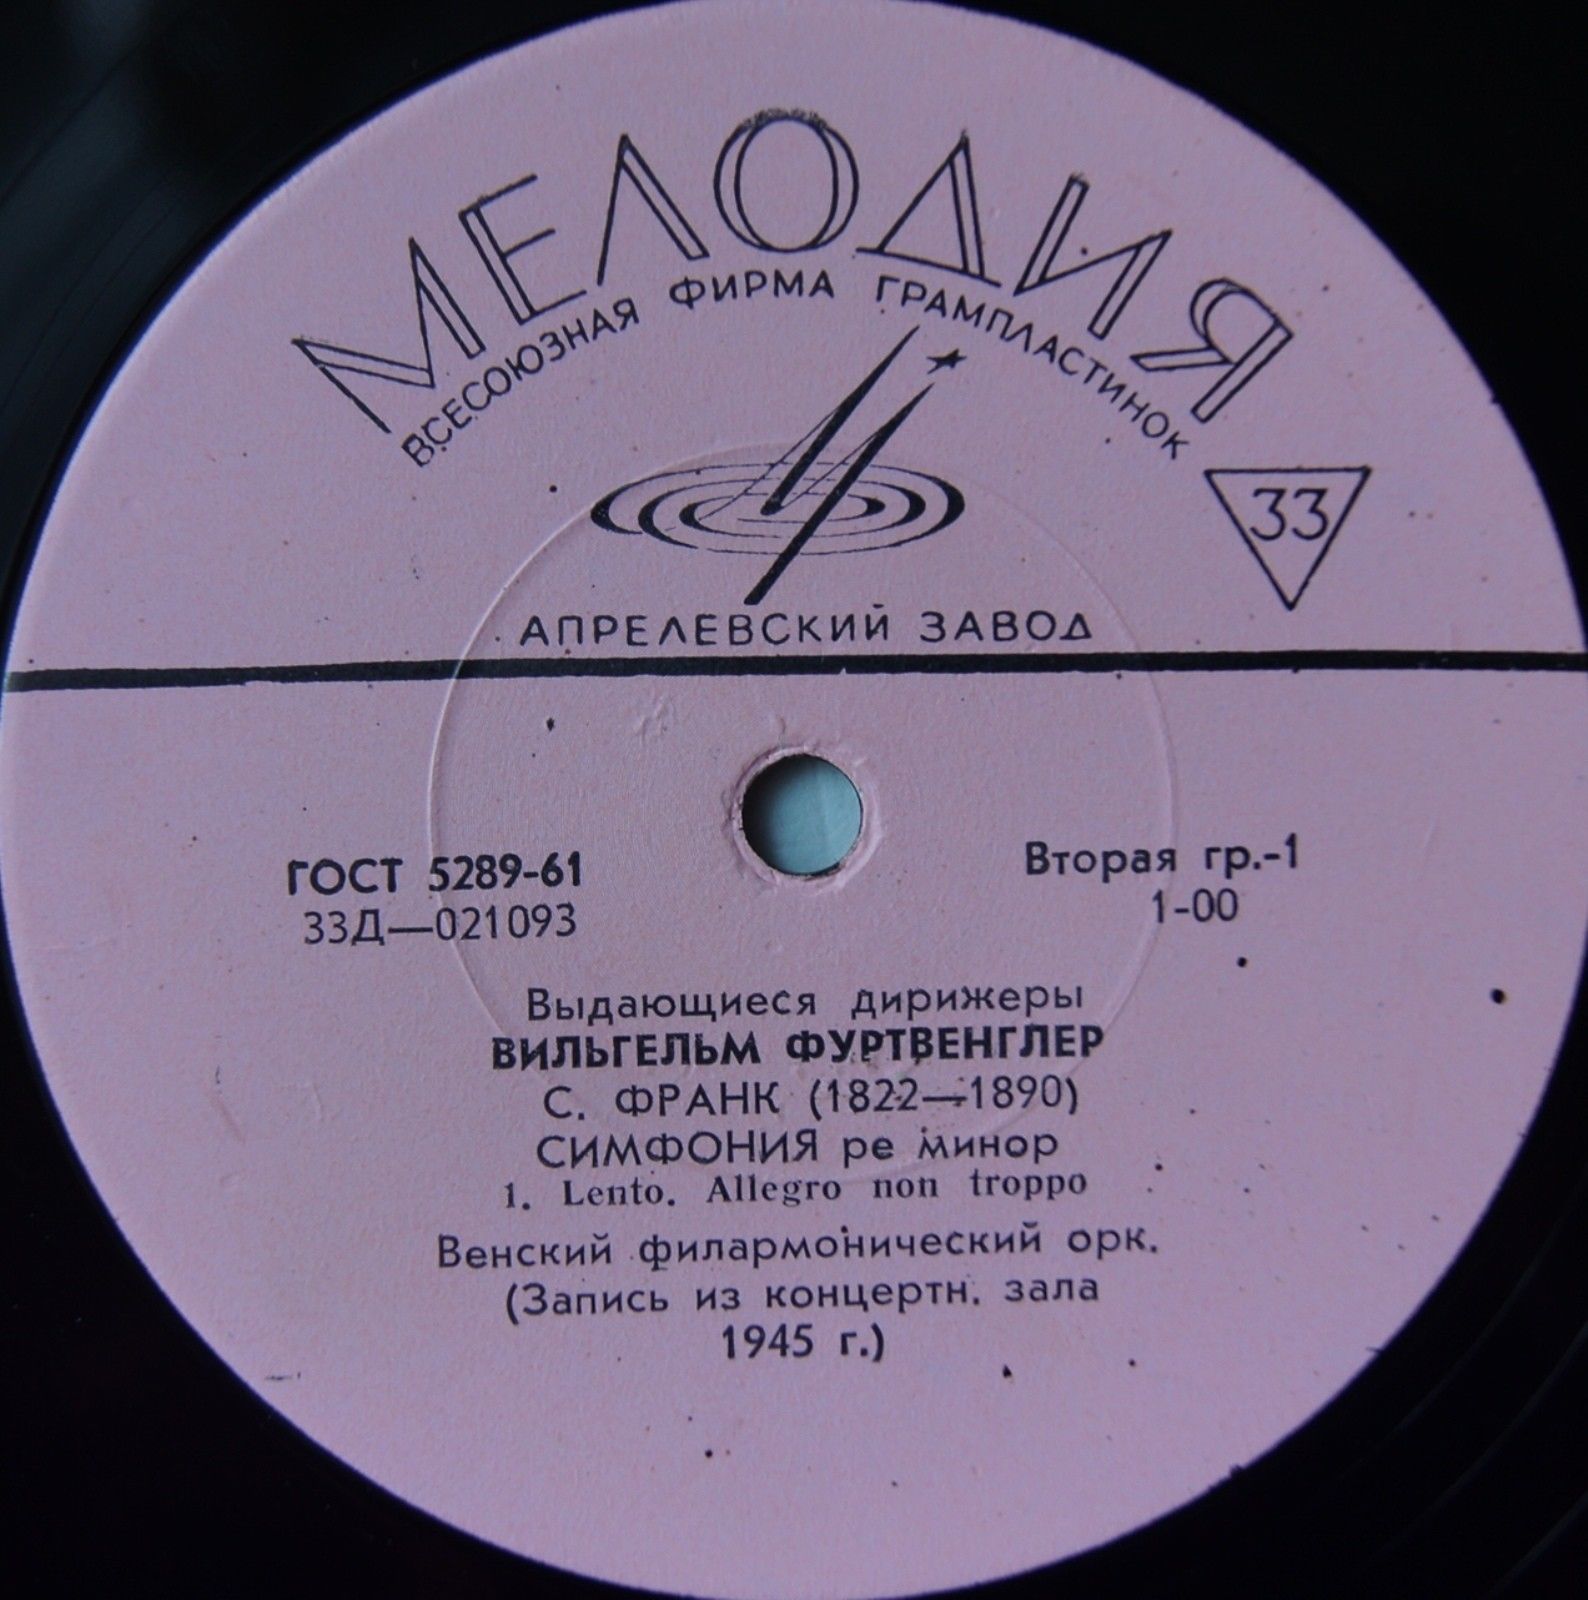 МЕЛОДИЯ
ВСЕСОЮЗНАЯ ФИРМА ГРАМПЛАСТИНОК
33
АПРЕЛЕВСКИЙ ЗАВОД
ГОСТ 5289-61
33Д—021093
Вторая гр.-1
1-00
Выдающиеся дирижеры
ВИЛЬГЕЛЬМ ФУРТВЕНГЛЕР
С. ФРАНК (1822—1890)
СИМФОНИЯ ре минор
1. Lento. Allegro non troppo
Венский филармонический орк.
(Запись из концертн. зала
1945 г.)